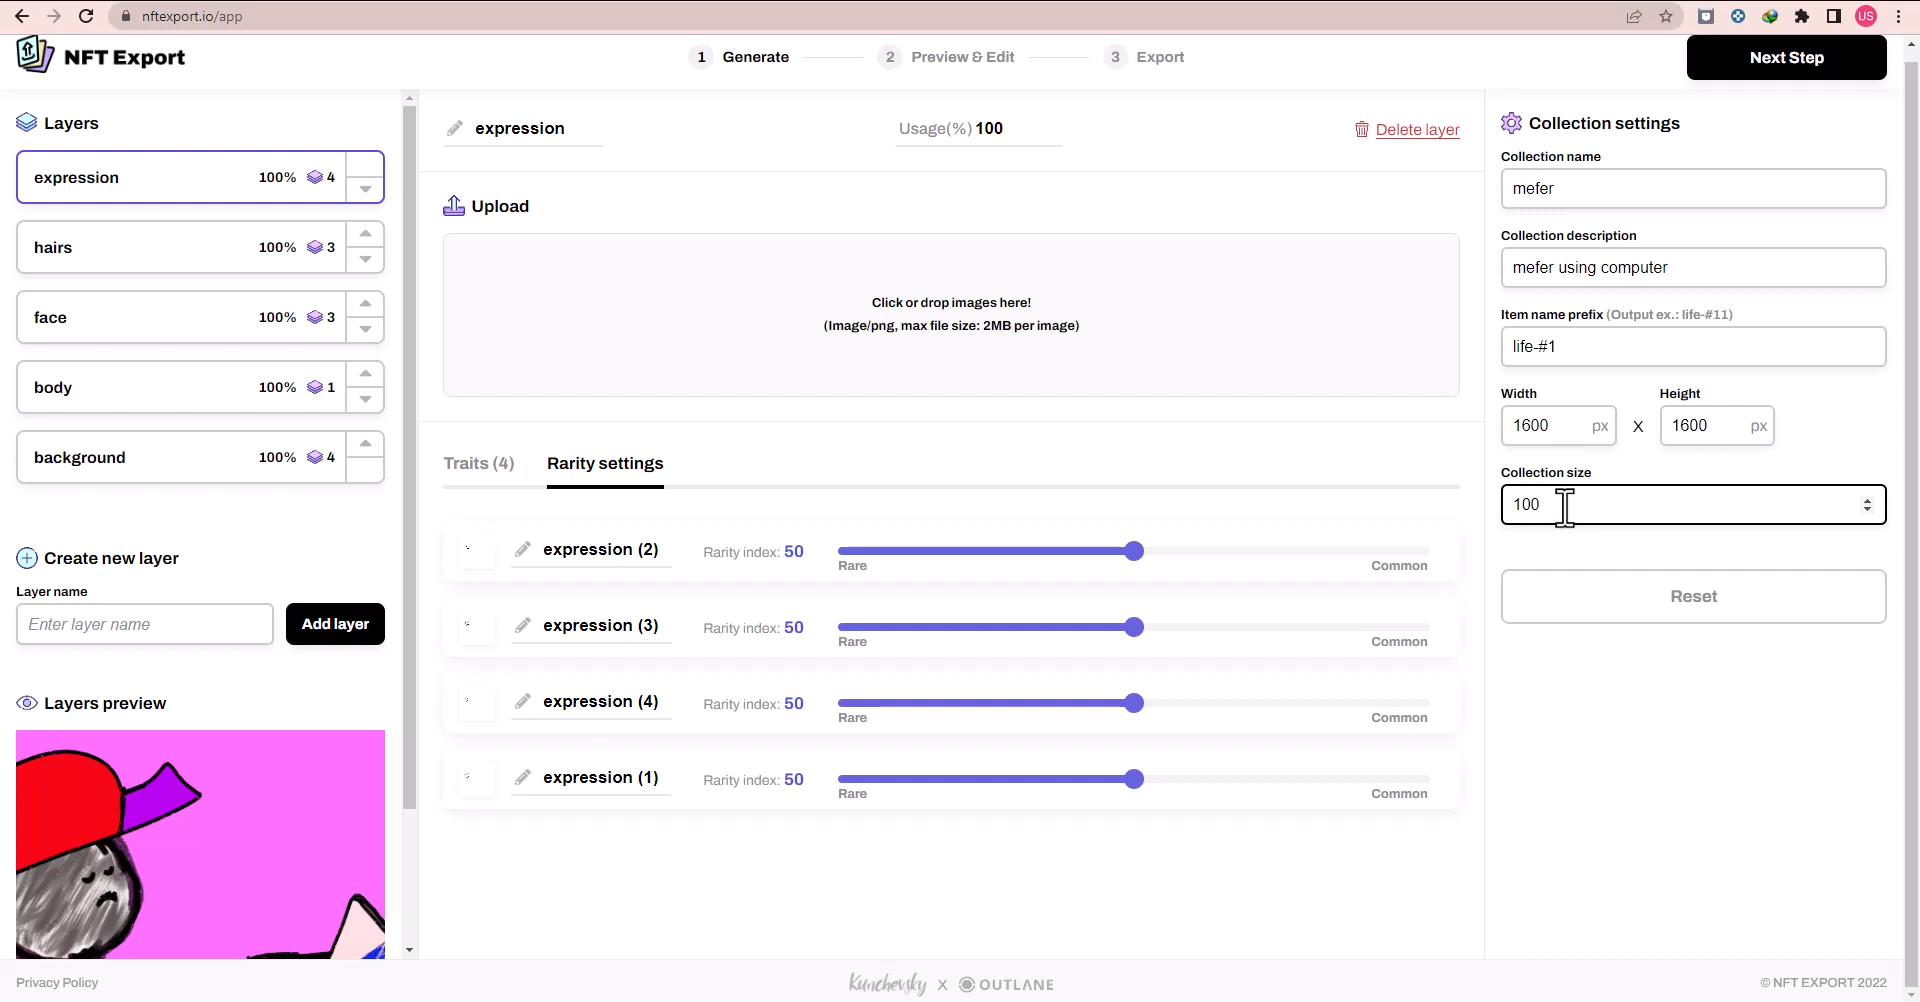 nftexport.io/app
US
NFT Export
1 Generate
2 Preview & Edit
3 Export
Next Step
Layers
expression 100% 4
hairs 100% 3
face 100% 3
body 100% 1
background 100% 4
Create new layer
Layer name
Enter layer name
Add layer
Layers preview
expression
Usage(%) 100
Delete layer
Upload
Click or drop images here!
(Image/png, max file size: 2MB per image)
Traits (4)
Rarity settings
expression (2) Rarity index: 50
Rare Common
expression (3) Rarity index: 50
Rare Common
expression (4) Rarity index: 50
Rare Common
expression (1) Rarity index: 50
Rare Common
Collection settings
Collection name
mefer
Collection description
mefer using computer
Item name prefix (Output ex.: life-#11)
life-#1
Width Height
1600 px X 1600 px
Collection size
100
Reset
Privacy Policy
Kunchevsky X OUTLANE
© NFT EXPORT 2022